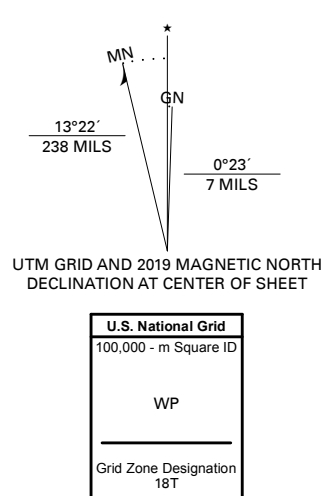 ★
MN
GN
13°22´
238 MILS
0°23´
7 MILS
UTM GRID AND 2019 MAGNETIC NORTH
DECLINATION AT CENTER OF SHEET
U.S. National Grid
100,000 - m Square ID
WP
Grid Zone Designation
18T